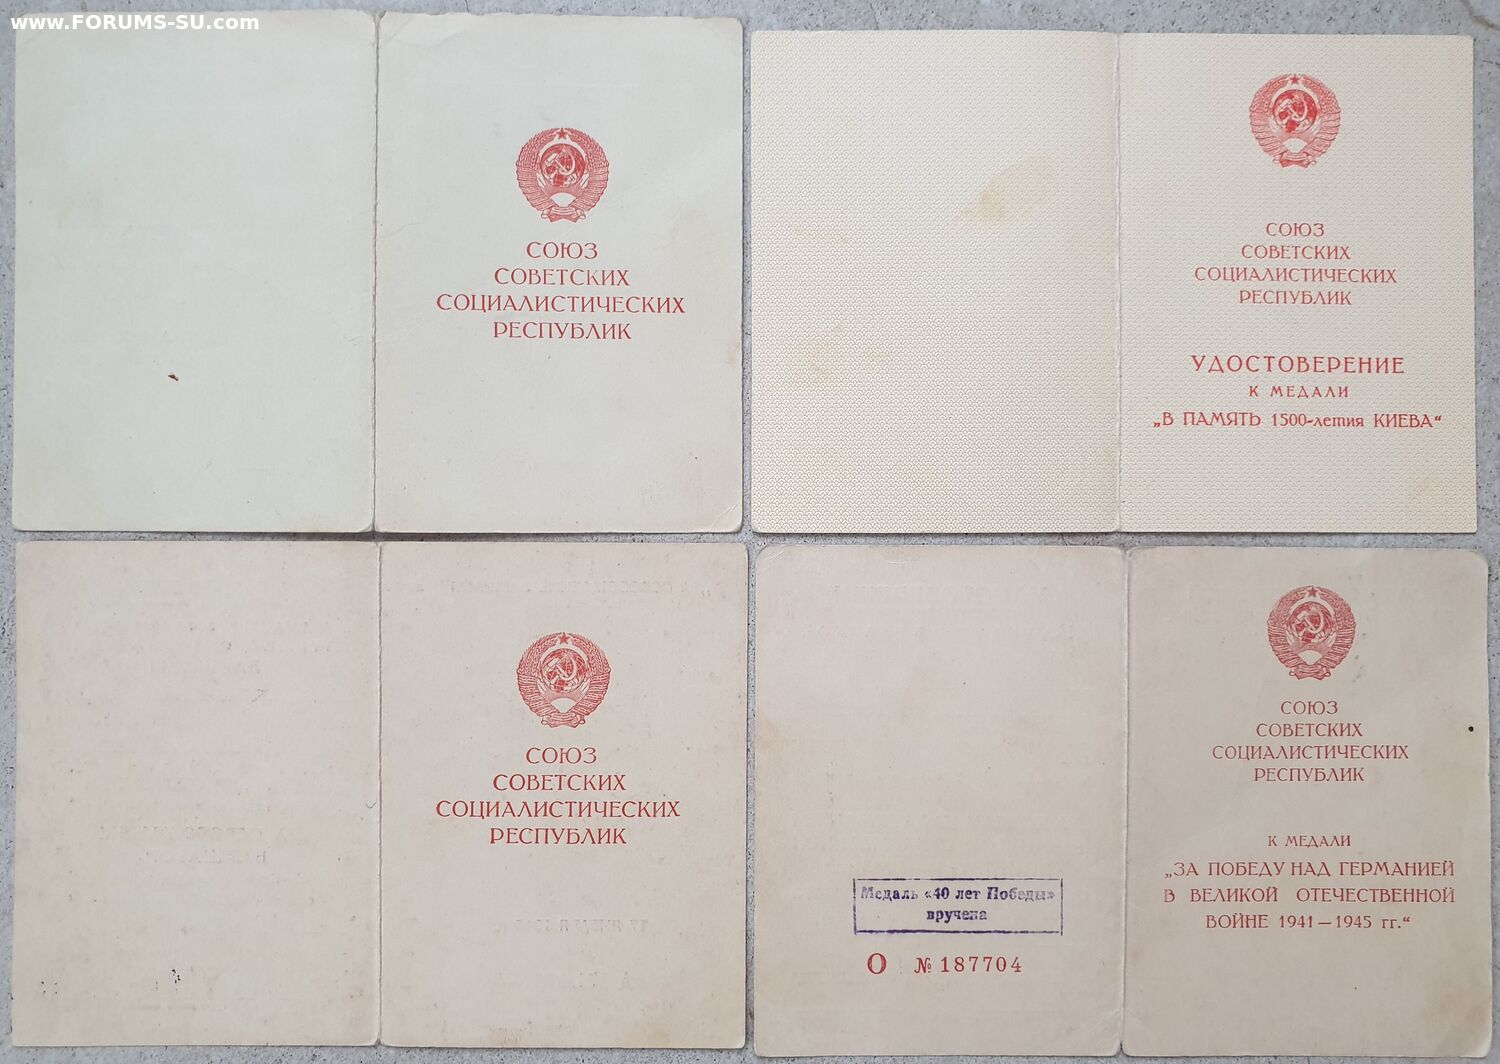 www.FORUMS-SU.com
СОЮЗ
СОВЕТСКИХ
СОЦИАЛИСТИЧЕСКИХ
РЕСПУБЛИК
СОЮЗ
СОВЕТСКИХ
СОЦИАЛИСТИЧЕСКИХ
РЕСПУБЛИК
УДОСТОВЕРЕНИЕ
К МЕДАЛИ
„В ПАМЯТЬ 1500-летия КИЕВА“
СОЮЗ
СОВЕТСКИХ
СОЦИАЛИСТИЧЕСКИХ
РЕСПУБЛИК
Медаль «40 лет Победы»
вручена
О № 187704
СОЮЗ
СОВЕТСКИХ
СОЦИАЛИСТИЧЕСКИХ
РЕСПУБЛИК
К МЕДАЛИ
„ЗА ПОБЕДУ НАД ГЕРМАНИЕЙ
В ВЕЛИКОЙ ОТЕЧЕСТВЕННОЙ
ВОЙНЕ 1941—1945 гг.“